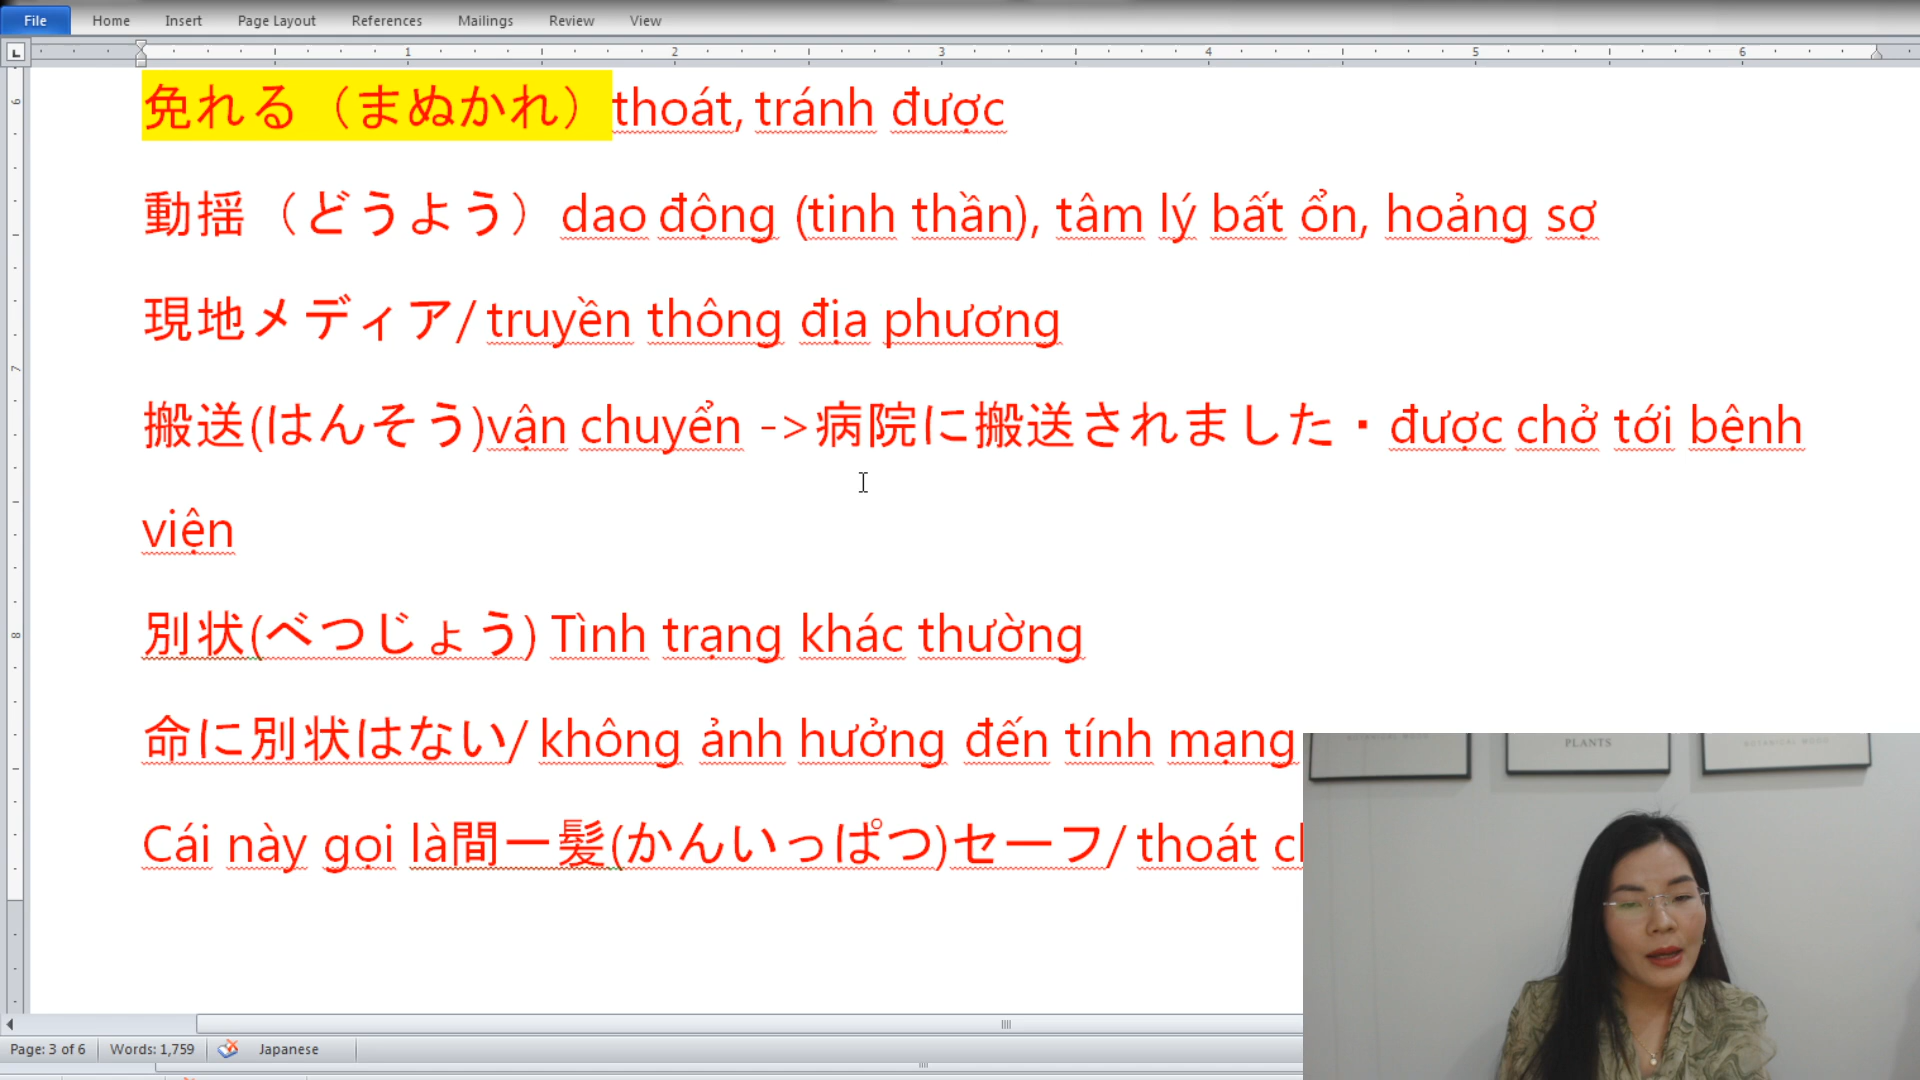 File Home Insert Page Layout References Mailings Review View
1 2 3 4 5 6
免れる（まぬかれ）thoát, tránh được
動揺（どうよう）dao động (tinh thần), tâm lý bất ổn, hoảng sợ
現地メディア/ truyền thông địa phương
搬送(はんそう)vận chuyển ->病院に搬送されました・được chở tới bệnh
viện
別状(べつじょう) Tình trạng khác thường
命に別状はない/ không ảnh hưởng đến tính mạng
Cái này gọi là間一髪(かんいっぱつ)セーフ/ thoát
PLANTS
Page: 3 of 6 Words: 1,759 Japanese